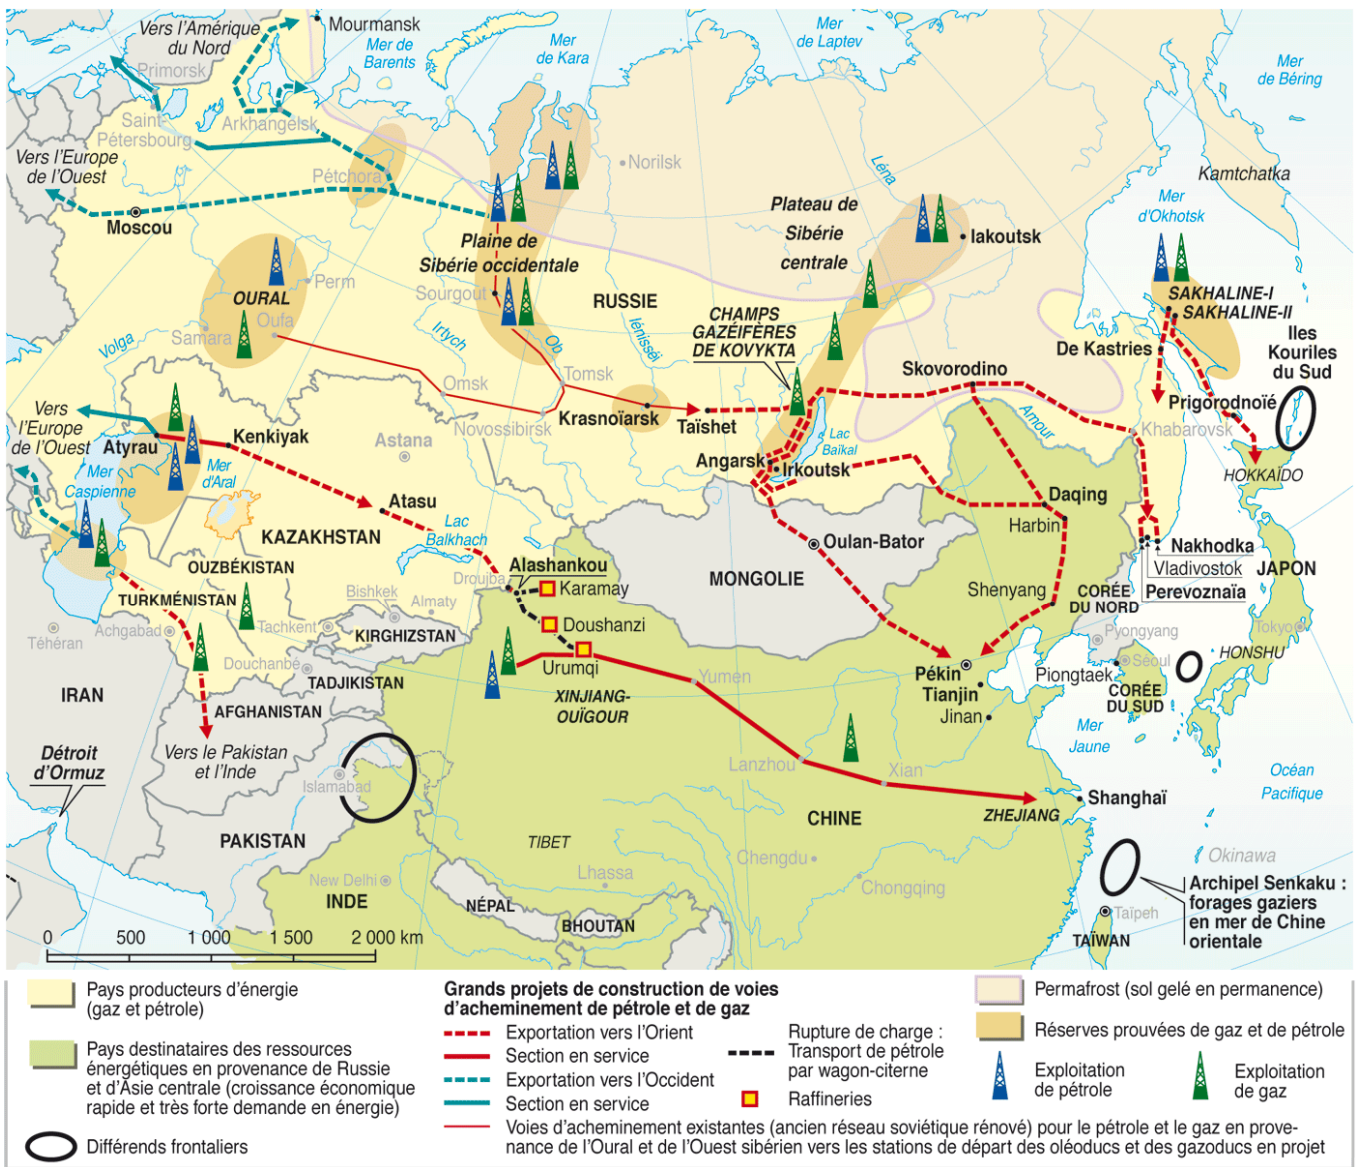 Vers l'Amérique
du Nord
Mourmansk
Mer de
Barents
Mer
de Kara
Mer
de Laptev
Mer
de Béring
Primorsk
Saint-
Pétersbourg
Arkhangelsk
Vers l'Europe
de l'Ouest
Pétchora
Norilsk
Léna
Kamtchatka
Moscou
Plaine de
Sibérie occidentale
Plateau de
Sibérie
centrale
Iakoutsk
Mer
d'Okhotsk
Perm
OURAL
Oufa
Samara
Volga
Sourgout
Irtych
Ob
Iénisséi
RUSSIE
CHAMPS
GAZÉIFÈRES
DE KOVYKTA
SAKHALINE-I
SAKHALINE-II
De Kastries
Iles
Kouriles
du Sud
Skovorodino
Omsk
Tomsk
Novossibirsk
Krasnoïarsk
Taïshet
Amour
Prigorodnoïé
Khabarovsk
Vers
l'Europe
de l'Ouest
Atyrau
Kenkiyak
Astana
Angarsk
Irkoutsk
Lac
Baïkal
HOKKAÏDO
Mer
Caspienne
Mer
d'Aral
Atasu
Daqing
Harbin
KAZAKHSTAN
Lac
Balkhach
Oulan-Bator
Nakhodka
Vladivostok
Perevoznaïa
JAPON
OUZBÉKISTAN
Droujba
Alashankou
Karamay
MONGOLIE
Shenyang
CORÉE
DU NORD
TURKMÉNISTAN
Bishkek
Almaty
Téhéran
Achgabad
Tachkent
KIRGHIZSTAN
Doushanzi
Pyongyang
Tokyo
Douchanbé
TADJIKISTAN
Urumqi
Yumen
Pékin
Tianjin
Jinan
Piongtaek
Séoul
CORÉE
DU SUD
HONSHU
IRAN
AFGHANISTAN
XINJIANG-
OUÏGOUR
Mer
Jaune
Détroit
d'Ormuz
Vers le Pakistan
et l'Inde
Islamabad
Lanzhou
Xian
Océan
Pacifique
PAKISTAN
TIBET
CHINE
ZHEJIANG
Shanghaï
New Delhi
INDE
Lhassa
Chengdu
Chongqing
Okinawa
NÉPAL
BHOUTAN
Taïpeh
TAÏWAN
Archipel Senkaku :
forages gaziers
en mer de Chine
orientale
0 500 1 000 1 500 2 000 km
Pays producteurs d'énergie
(gaz et pétrole)
Pays destinataires des ressources
énergétiques en provenance de Russie
et d'Asie centrale (croissance économique
rapide et très forte demande en énergie)
Différends frontaliers
Grands projets de construction de voies
d'acheminement de pétrole et de gaz
Exportation vers l'Orient
Section en service
Exportation vers l'Occident
Section en service
Rupture de charge :
Transport de pétrole
par wagon-citerne
Raffineries
Voies d'acheminement existantes (ancien réseau soviétique rénové) pour le pétrole et le gaz en prove-
nance de l'Oural et de l'Ouest sibérien vers les stations de départ des oléoducs et des gazoducs en projet
Permafrost (sol gelé en permanence)
Réserves prouvées de gaz et de pétrole
Exploitation
de pétrole
Exploitation
de gaz